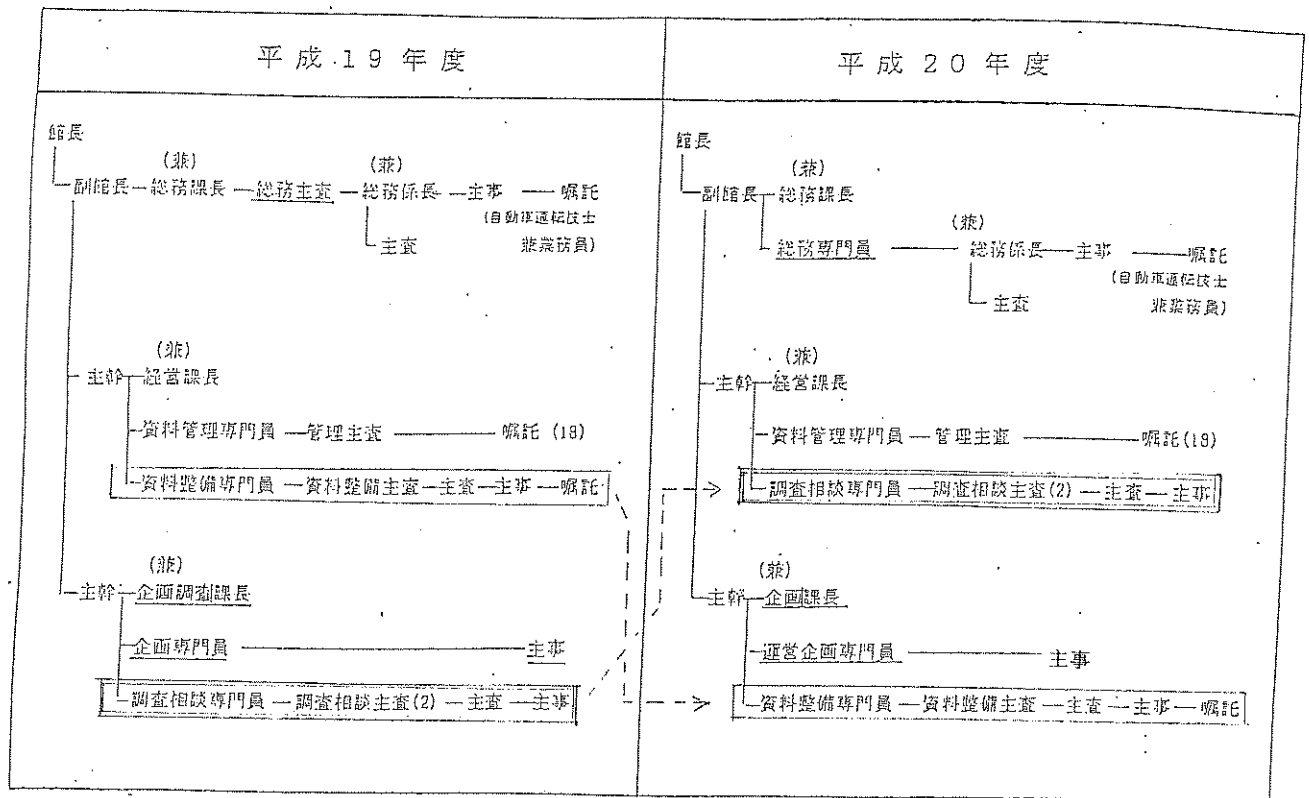 平成19年度
館長
(兼) (兼)
副館長 総務課長 総務主査 総務係長 主事 嘱託
(自動車運転技士
主査 兼業務員)
(兼)
主幹 経営課長
資料管理専門員 管理主査 嘱託 (18)
資料整備専門員 資料整備主査 主査 主事 嘱託
(兼)
主幹 企画調査課長
企画専門員 主事
調査相談専門員 調査相談主査(2) 主査 主事
平成20年度
館長
(兼)
副館長 総務課長
(兼)
総務専門員 総務係長 主事 嘱託
(自動車運転技士
主査 兼業務員)
(兼)
主幹 経営課長
資料管理専門員 管理主査 嘱託(18)
調査相談専門員 調査相談主査(2) 主査 主事
(兼)
主幹 企画課長
運営企画専門員 主事
資料整備専門員 資料整備主査 主査 主事 嘱託